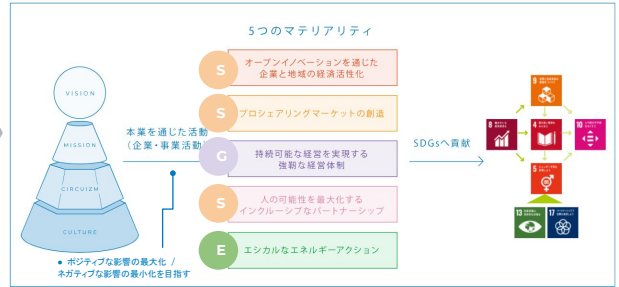 5つのマテリアリティ
VISION
MISSION
CIRCUIZM
CULTURE
本業を通じた活動
(企業・事業活動)
● ポジティブな影響の最大化 /
ネガティブな影響の最小化を目指す
S
オープンイノベーションを通じた
企業と地域の経済活性化
S
プロシェアリングマーケットの創造
G
持続可能な経営を実現する
強靭な経営体制
S
人の可能性を最大化する
インクルーシブなパートナーシップ
E
エシカルなエネルギーアクション
SDGsへ貢献
9
8
4
10
5
13
17